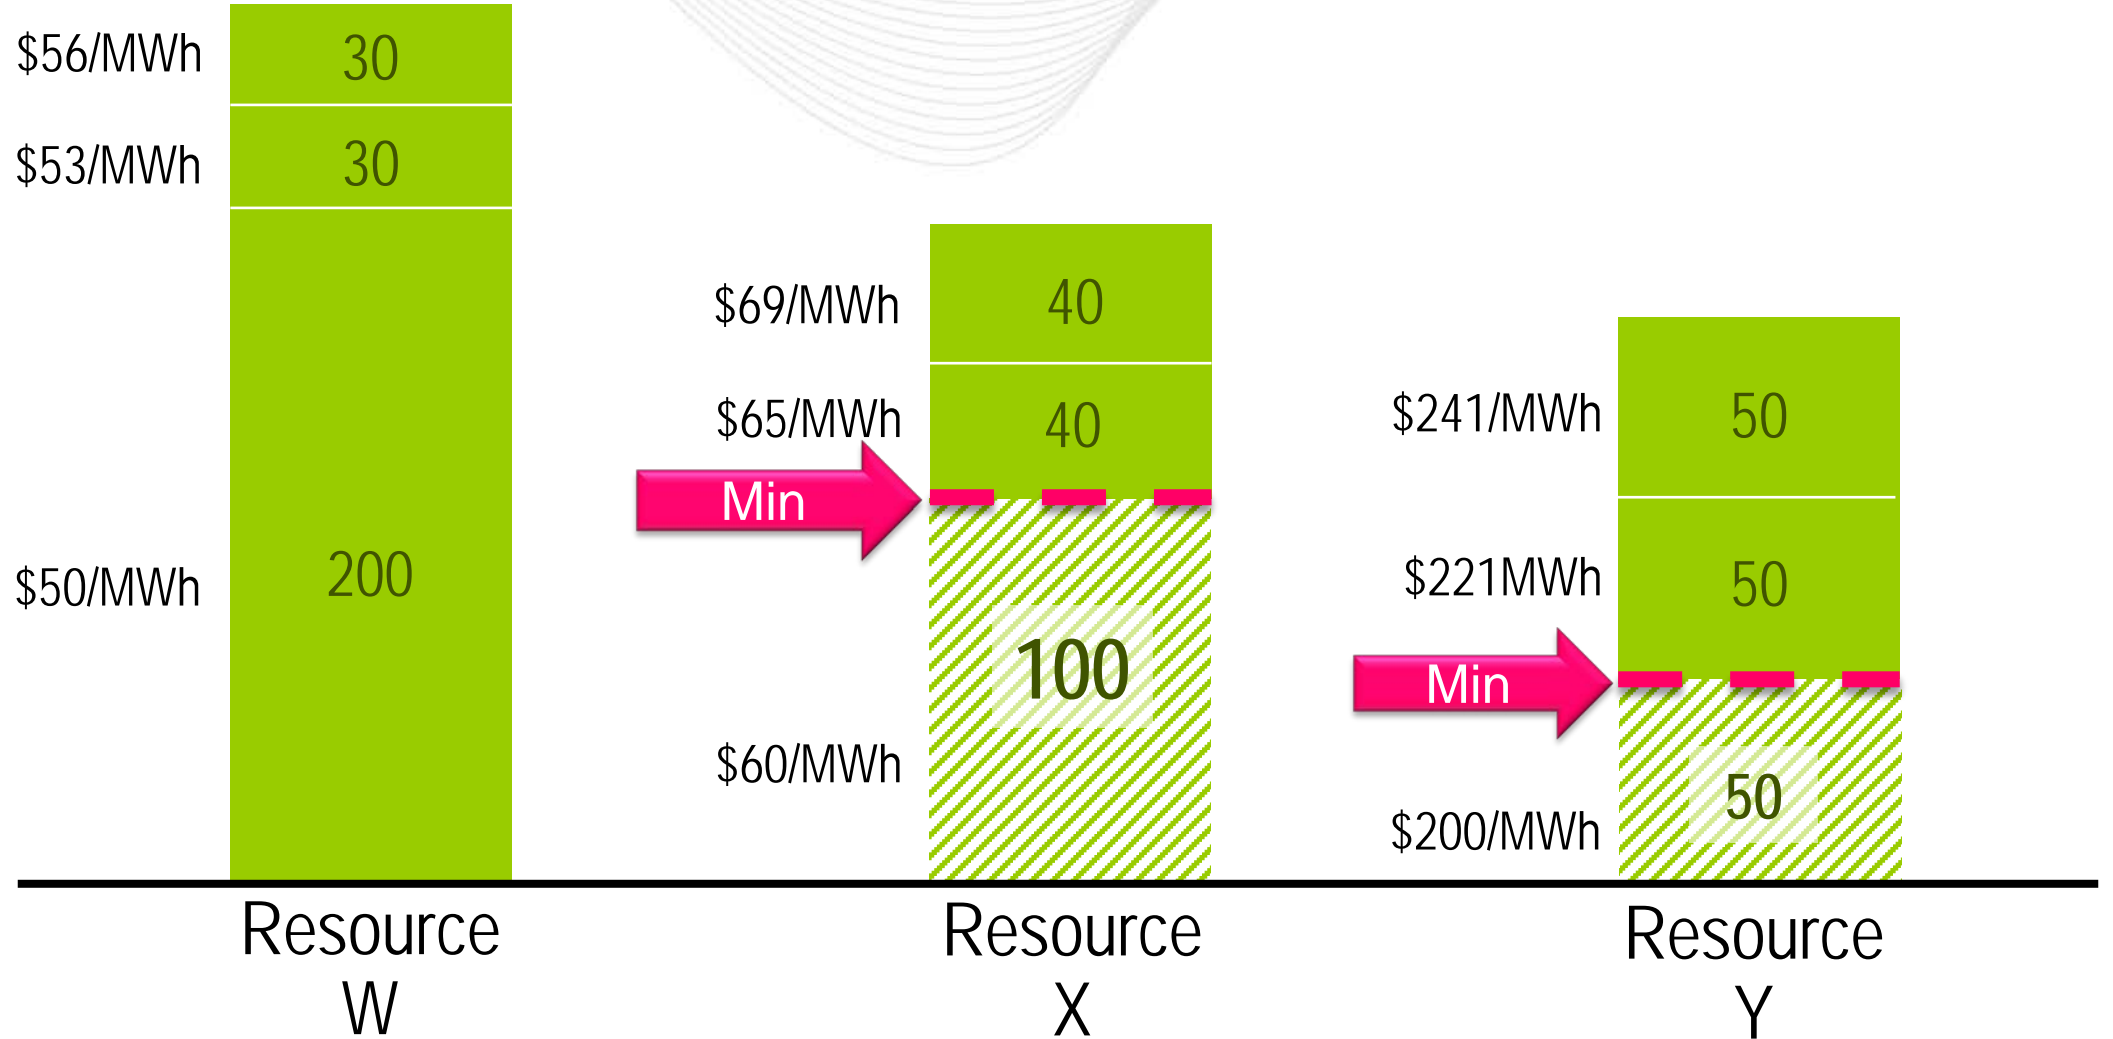 $56/MWh
30
$53/MWh
30
$50/MWh
200
Resource
W
$69/MWh
40
$65/MWh
40
Min
100
$60/MWh
Resource
X
$241/MWh
50
$221MWh
50
Min
50
$200/MWh
Resource
Y